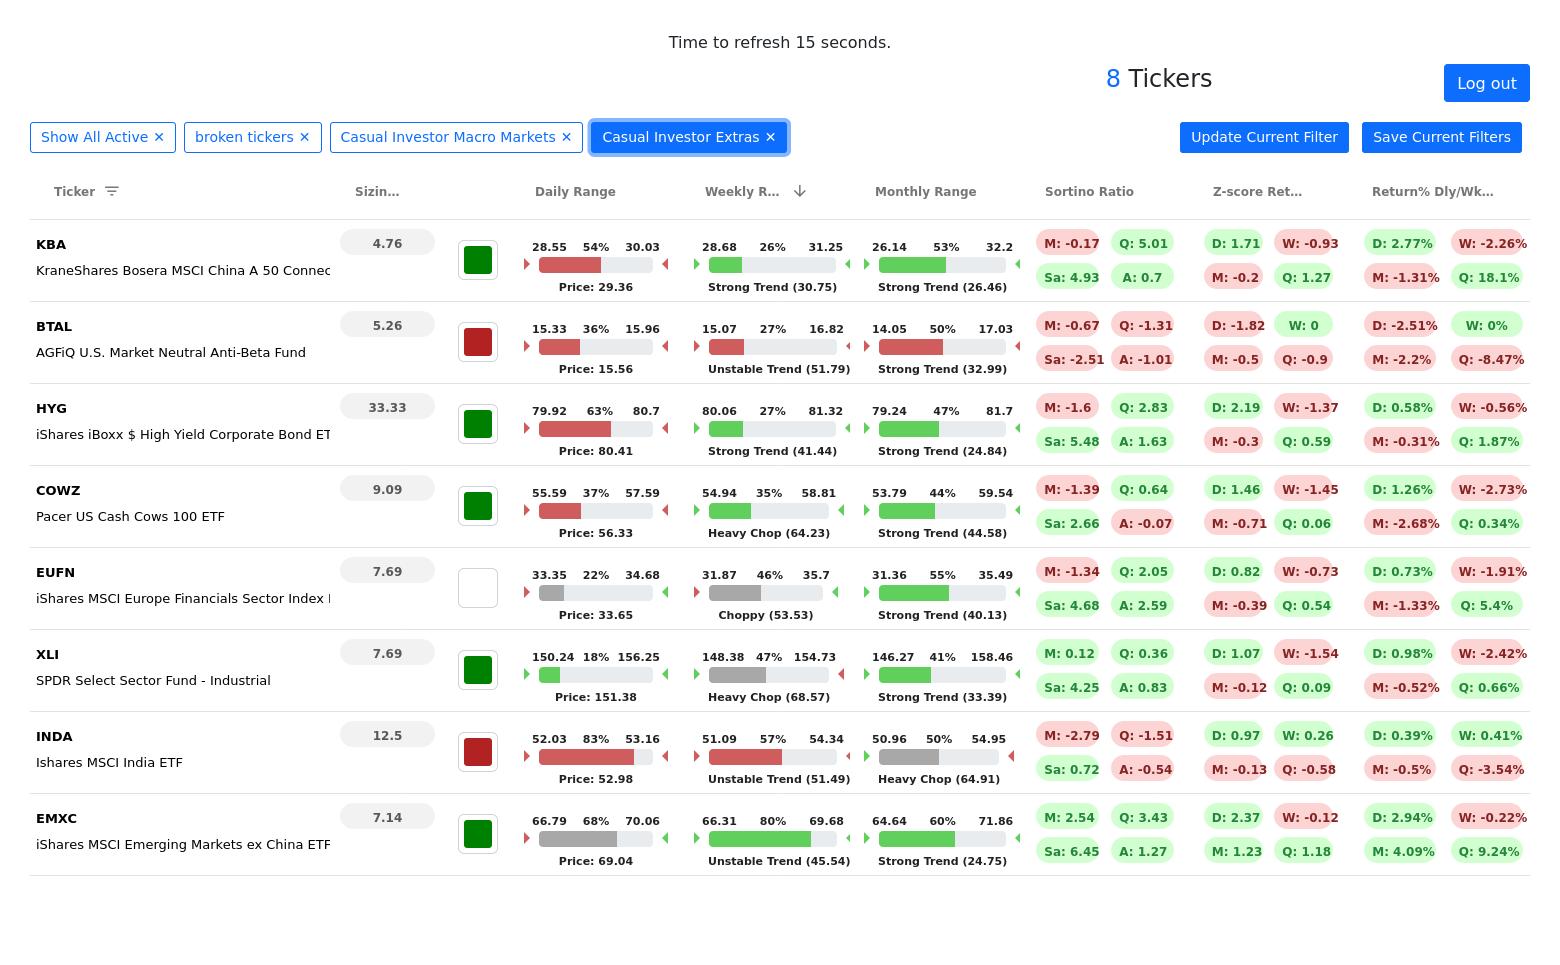 Time to refresh 15 seconds.
8 Tickers
Log out
Show All Active ✕ broken tickers ✕ Casual Investor Macro Markets ✕ Casual Investor Extras ✕ Update Current Filter Save Current Filters
Ticker Sizin... Daily Range Weekly R... Monthly Range Sortino Ratio Z-score Ret... Return% Dly/Wk...
KBA 4.76 28.55 54% 30.03 28.68 26% 31.25 26.14 53% 32.2 M: -0.17 Q: 5.01 D: 1.71 W: -0.93 D: 2.77% W: -2.26%
KraneShares Bosera MSCI China A 50 Connec Sa: 4.93 A: 0.7 M: -0.2 Q: 1.27 M: -1.31% Q: 18.1%
Price: 29.36 Strong Trend (30.75) Strong Trend (26.46)
BTAL 5.26 15.33 36% 15.96 15.07 27% 16.82 14.05 50% 17.03 M: -0.67 Q: -1.31 D: -1.82 W: 0 D: -2.51% W: 0%
AGFiQ U.S. Market Neutral Anti-Beta Fund Sa: -2.51 A: -1.01 M: -0.5 Q: -0.9 M: -2.2% Q: -8.47%
Price: 15.56 Unstable Trend (51.79) Strong Trend (32.99)
HYG 33.33 79.92 63% 80.7 80.06 27% 81.32 79.24 47% 81.7 M: -1.6 Q: 2.83 D: 2.19 W: -1.37 D: 0.58% W: -0.56%
iShares iBoxx $ High Yield Corporate Bond ET Sa: 5.48 A: 1.63 M: -0.3 Q: 0.59 M: -0.31% Q: 1.87%
Price: 80.41 Strong Trend (41.44) Strong Trend (24.84)
COWZ 9.09 55.59 37% 57.59 54.94 35% 58.81 53.79 44% 59.54 M: -1.39 Q: 0.64 D: 1.46 W: -1.45 D: 1.26% W: -2.73%
Pacer US Cash Cows 100 ETF Sa: 2.66 A: -0.07 M: -0.71 Q: 0.06 M: -2.68% Q: 0.34%
Price: 56.33 Heavy Chop (64.23) Strong Trend (44.58)
EUFN 7.69 33.35 22% 34.68 31.87 46% 35.7 31.36 55% 35.49 M: -1.34 Q: 2.05 D: 0.82 W: -0.73 D: 0.73% W: -1.91%
iShares MSCI Europe Financials Sector Index Sa: 4.68 A: 2.59 M: -0.39 Q: 0.54 M: -1.33% Q: 5.4%
Price: 33.65 Choppy (53.53) Strong Trend (40.13)
XLI 7.69 150.24 18% 156.25 148.38 47% 154.73 146.27 41% 158.46 M: 0.12 Q: 0.36 D: 1.07 W: -1.54 D: 0.98% W: -2.42%
SPDR Select Sector Fund - Industrial Sa: 4.25 A: 0.83 M: -0.12 Q: 0.09 M: -0.52% Q: 0.66%
Price: 151.38 Heavy Chop (68.57) Strong Trend (33.39)
INDA 12.5 52.03 83% 53.16 51.09 57% 54.34 50.96 50% 54.95 M: -2.79 Q: -1.51 D: 0.97 W: 0.26 D: 0.39% W: 0.41%
Ishares MSCI India ETF Sa: 0.72 A: -0.54 M: -0.13 Q: -0.58 M: -0.5% Q: -3.54%
Price: 52.98 Unstable Trend (51.49) Heavy Chop (64.91)
EMXC 7.14 66.79 68% 70.06 66.31 80% 69.68 64.64 60% 71.86 M: 2.54 Q: 3.43 D: 2.37 W: -0.12 D: 2.94% W: -0.22%
iShares MSCI Emerging Markets ex China ETF Sa: 6.45 A: 1.27 M: 1.23 Q: 1.18 M: 4.09% Q: 9.24%
Price: 69.04 Unstable Trend (45.54) Strong Trend (24.75)